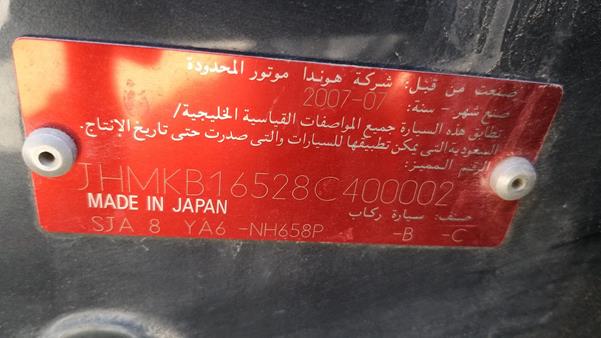 صنعت من قبل: شركة هوندا موتور المحدودة
صنع شهر - سنة: 07-2007
تطابق هذه السيارة جميع المواصفات القياسية الخليجية/
السعودية التي يمكن تطبيقها للسيارات والتي صدرت حتى تاريخ الإنتاج.
الرقم المميز:
JHMKB16528C400002
MADE IN JAPAN صنف: سيارة ركاب
SJA 8 YA6 -NH658P -B -C